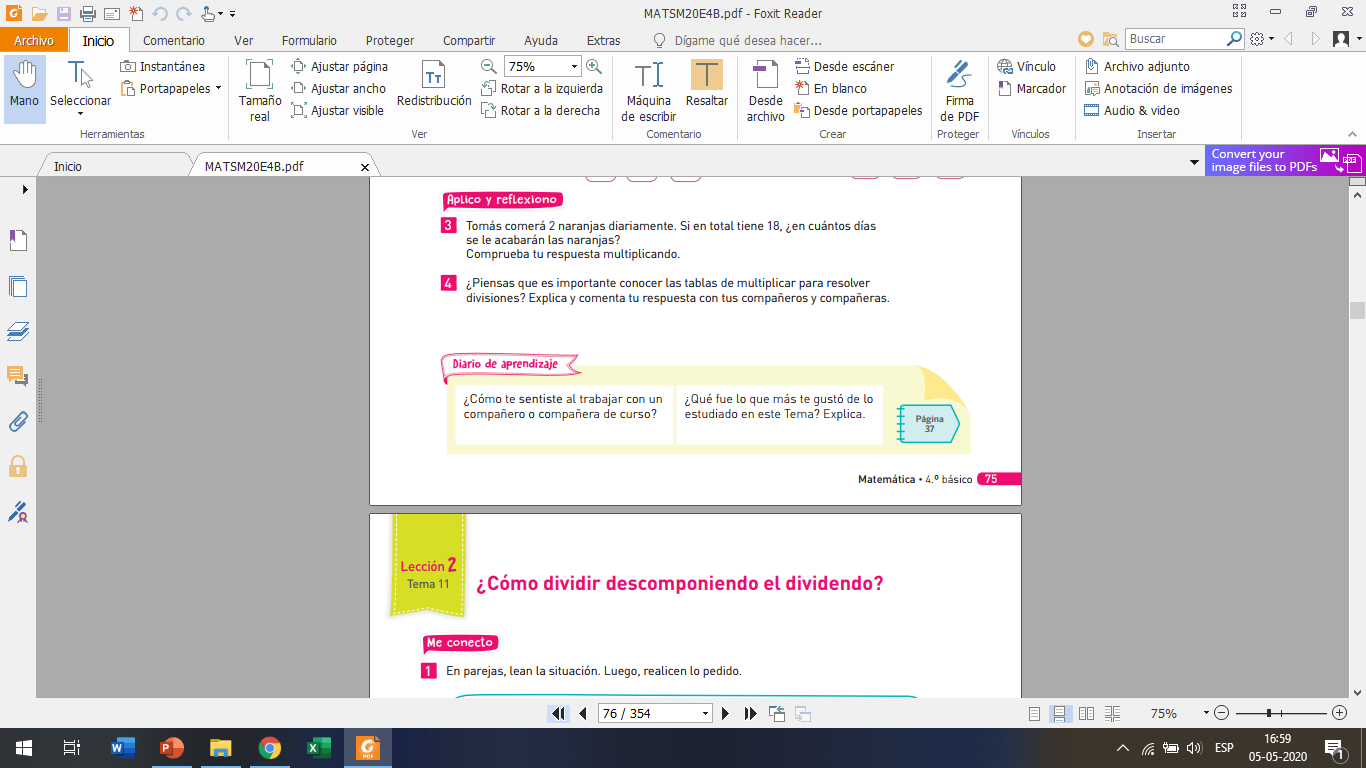 MATSM20E4B.pdf - Foxit Reader
Archivo Inicio Comentario Ver Formulario Proteger Compartir Ayuda Extras Dígame qué desea hacer... Buscar
Mano
Seleccionar
Instantánea
Portapapeles
Herramientas
Tamaño real
Ajustar página
Ajustar ancho
Ajustar visible
Redistribución
75%
Rotar a la izquierda
Rotar a la derecha
Ver
Máquina de escribir
Resaltar
Comentario
Desde archivo
Desde escáner
En blanco
Desde portapapeles
Crear
Firma de PDF
Proteger
Vínculo
Marcador
Vínculos
Archivo adjunto
Anotación de imágenes
Audio & video
Insertar
Inicio
MATSM20E4B.pdf
Convert your
image files to PDFs
PDF
Aplico y reflexiono
3 Tomás comerá 2 naranjas diariamente. Si en total tiene 18, ¿en cuántos días
se le acabarán las naranjas?
Comprueba tu respuesta multiplicando.
4 ¿Piensas que es importante conocer las tablas de multiplicar para resolver
divisiones? Explica y comenta tu respuesta con tus compañeros y compañeras.
Diario de aprendizaje
¿Cómo te sentiste al trabajar con un
compañero o compañera de curso?
¿Qué fue lo que más te gustó de lo
estudiado en este Tema? Explica.
Página
37
Matemática • 4.º básico 75
Lección 2
Tema 11
¿Cómo dividir descomponiendo el dividendo?
Me conecto
1 En parejas, lean la situación. Luego, realicen lo pedido.
76 / 354
75%
ESP
16:59
05-05-2020
1